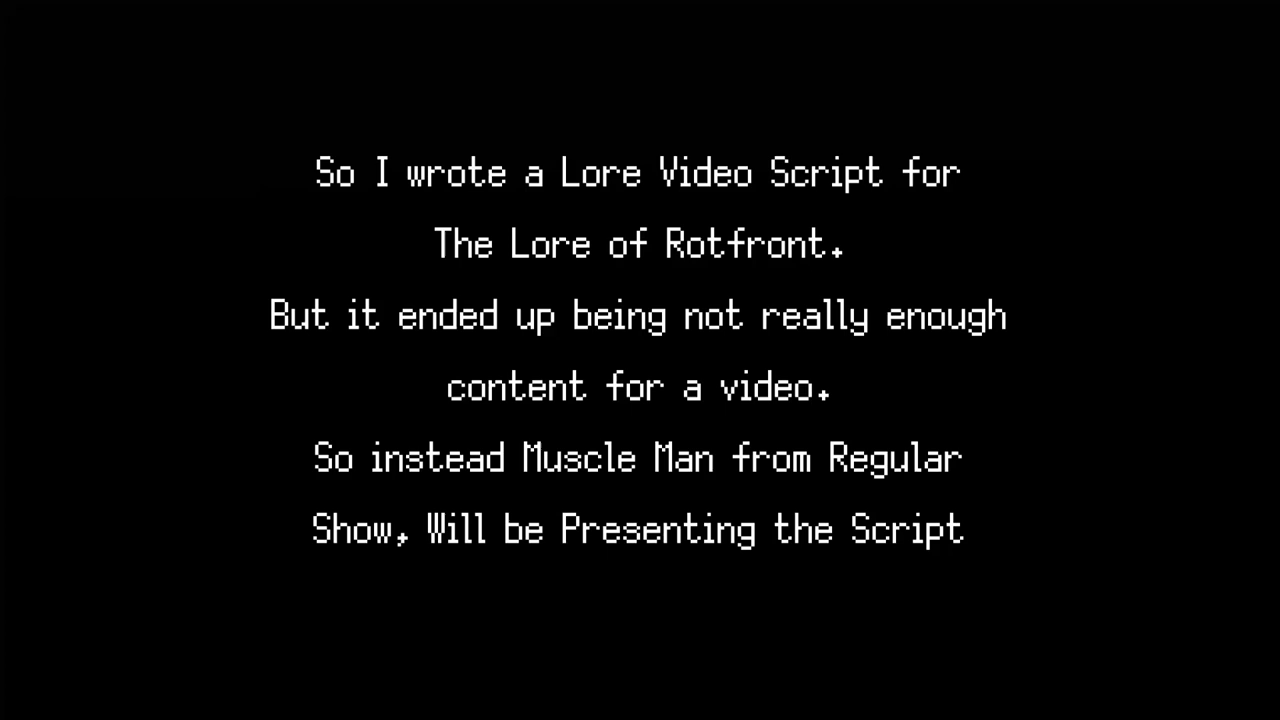 So I wrote a Lore Video Script for
The Lore of Rotfront.
But it ended up being not really enough
content for a video.
So instead Muscle Man from Regular
Show, Will be Presenting the Script